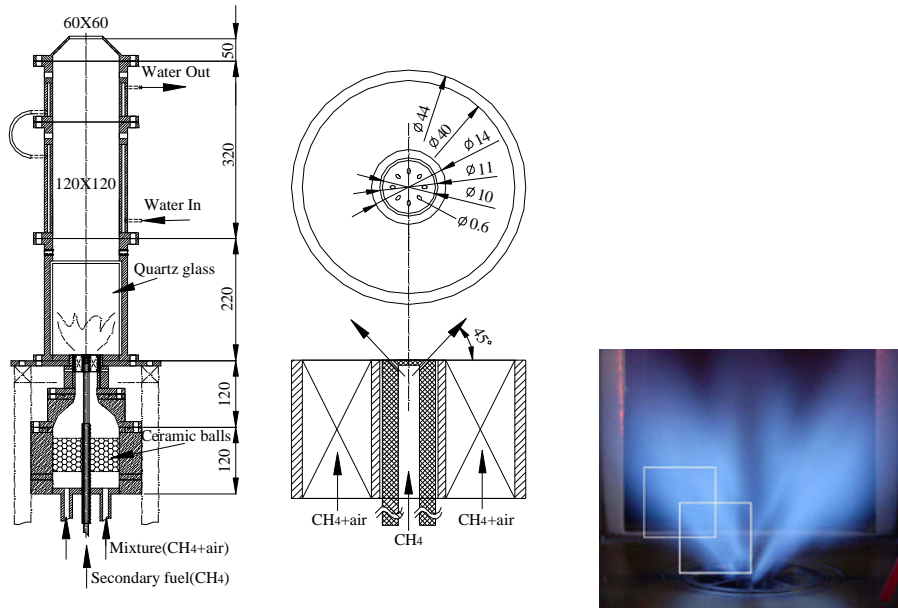 60X60
50
Water Out
320
120X120
Water In
Quartz glass
220
120
Ceramic balls
120
Mixture(CH4+air)
Secondary fuel(CH4)
ϕ44
ϕ40
ϕ14
ϕ11
ϕ10
ϕ0.6
45°
CH4+air
CH4+air
CH4